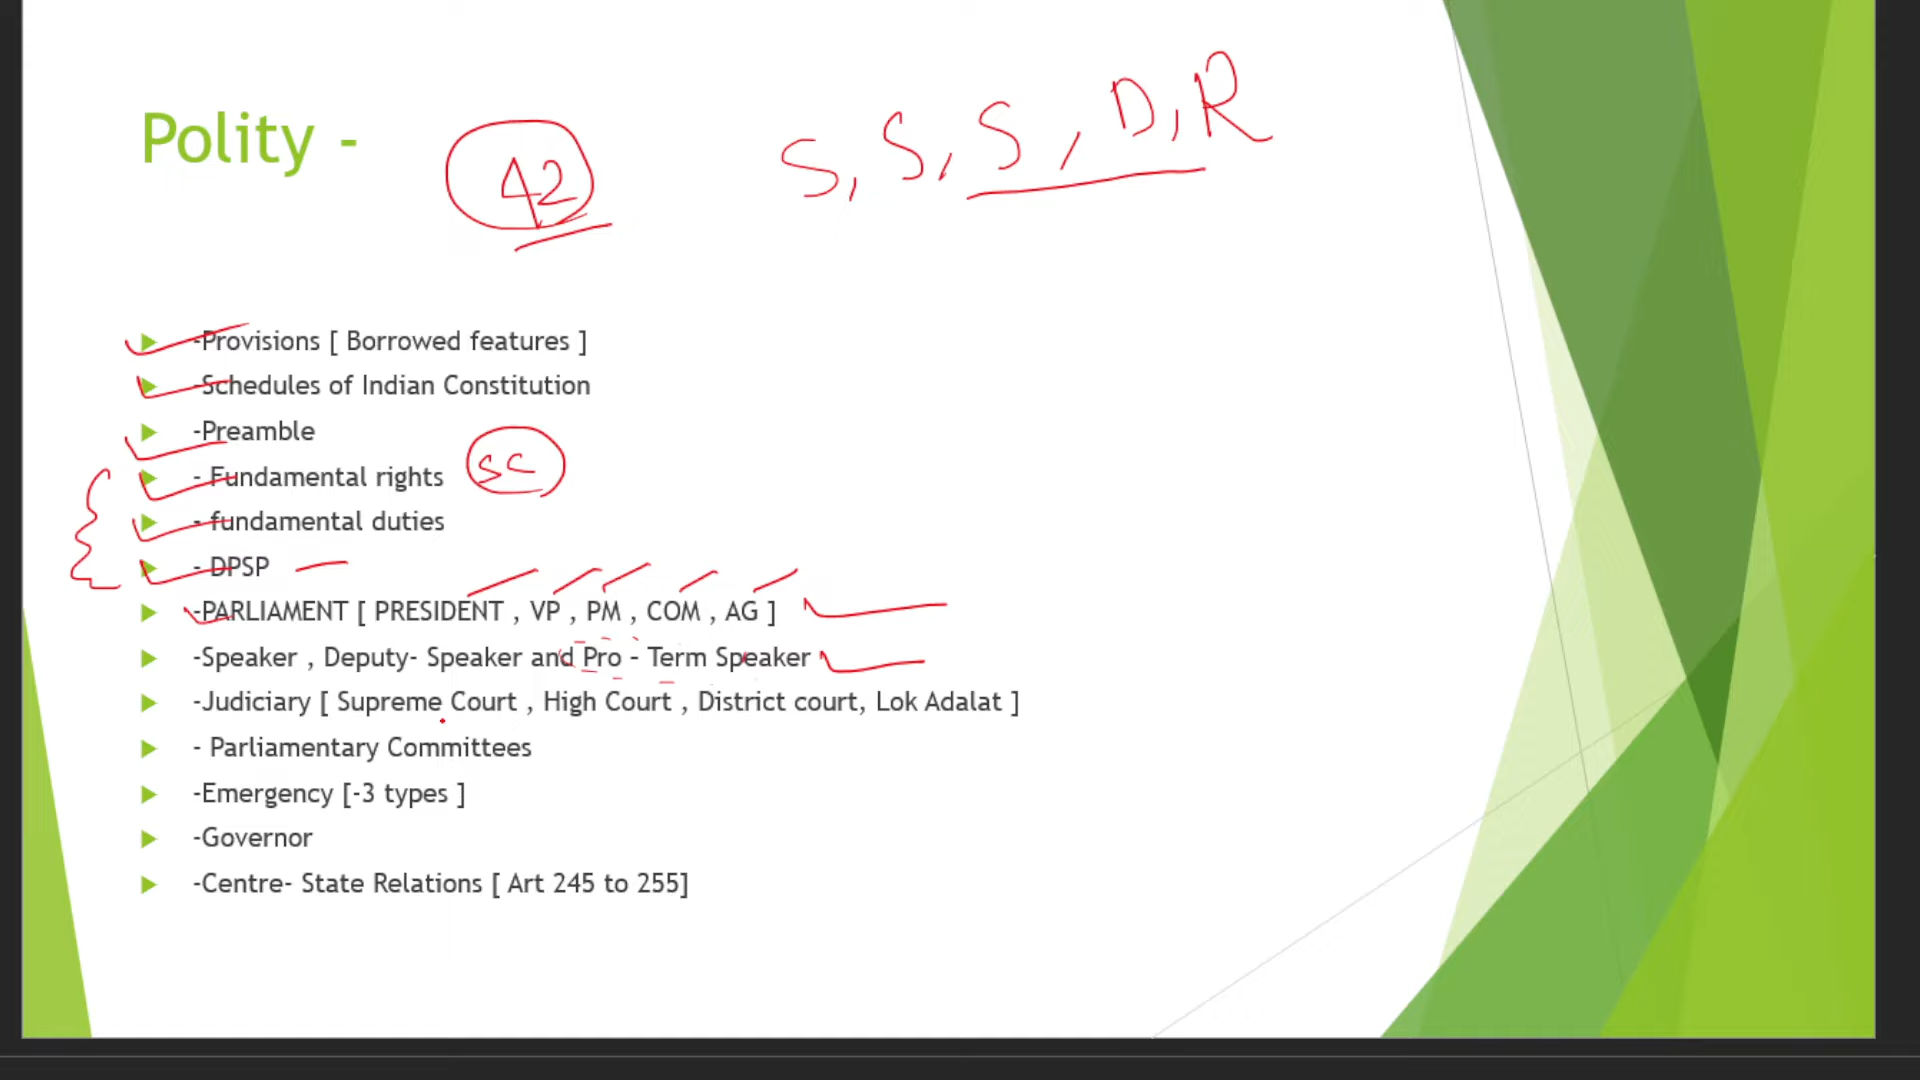 S, S, S, D, R
Polity -
42
-Provisions [ Borrowed features ]
-Schedules of Indian Constitution
-Preamble
- Fundamental rights SC
- fundamental duties
- DPSP
-PARLIAMENT [ PRESIDENT , VP , PM , COM , AG ]
-Speaker , Deputy- Speaker and Pro - Term Speaker
-Judiciary [ Supreme Court , High Court , District court, Lok Adalat ]
- Parliamentary Committees
-Emergency [-3 types ]
-Governor
-Centre- State Relations [ Art 245 to 255]